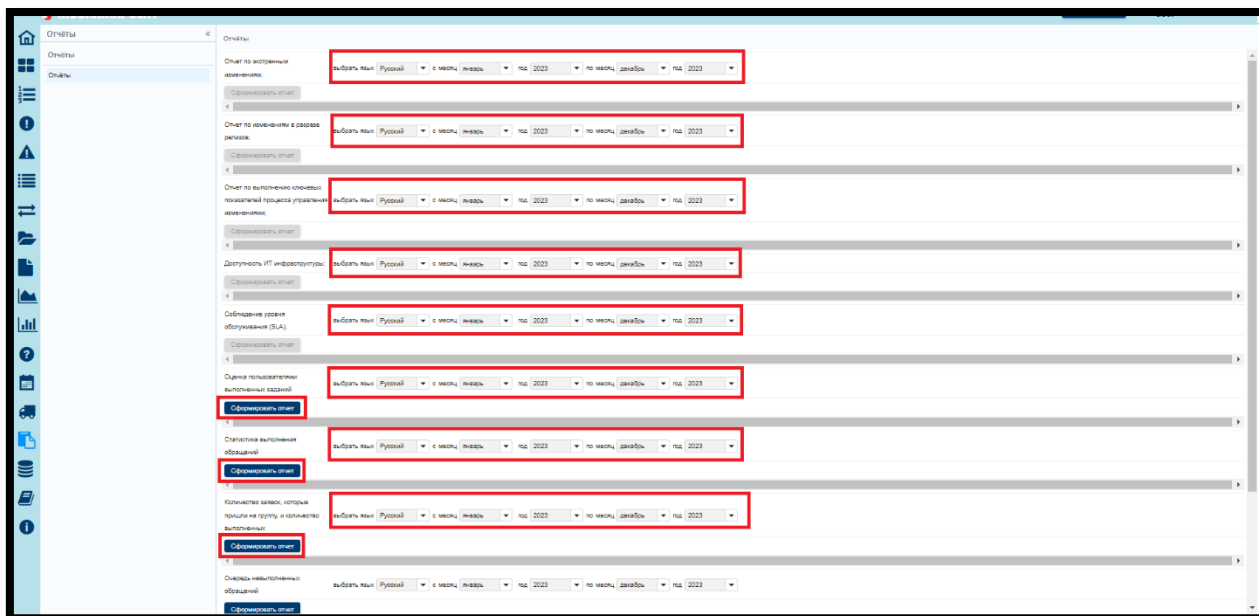 Отчёты
«
Отчёты
Отчёты
Отчёты
Отчет по экстренным
изменениям:
выбрать язык Русский с месяц январь год 2023 по месяц декабрь год 2023
Сформировать отчет
Отчет по изменениям в разрезе
релизов:
выбрать язык Русский с месяц январь год 2023 по месяц декабрь год 2023
Сформировать отчет
Отчет по выполнению ключевых
показателей процесса управления
изменениями:
выбрать язык Русский с месяц январь год 2023 по месяц декабрь год 2023
Сформировать отчет
Доступность ИТ инфраструктуры: выбрать язык Русский с месяц январь год 2023 по месяц декабрь год 2023
Сформировать отчет
Соблюдение уровня
обслуживания (SLA):
выбрать язык Русский с месяц январь год 2023 по месяц декабрь год 2023
Сформировать отчет
Оценка пользователями
выполненных заданий
выбрать язык Русский с месяц январь год 2023 по месяц декабрь год 2023
Сформировать отчет
Статистика выполнения
обращений
выбрать язык Русский с месяц январь год 2023 по месяц декабрь год 2023
Сформировать отчет
Количество заявок, которые
пришли на группу, и количество
выполненных
выбрать язык Русский с месяц январь год 2023 по месяц декабрь год 2023
Сформировать отчет
Очередь невыполненных
обращений
выбрать язык Русский с месяц январь год 2023 по месяц декабрь год 2023
Сформировать отчет